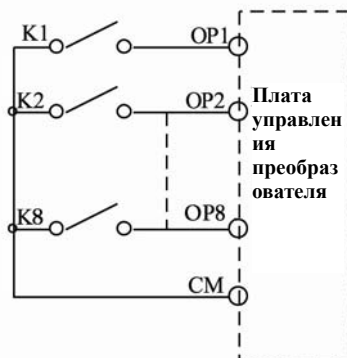 K1 OP1
K2 OP2
Плата
управлен
ия
преобраз
ователя
K8 OP8
CM